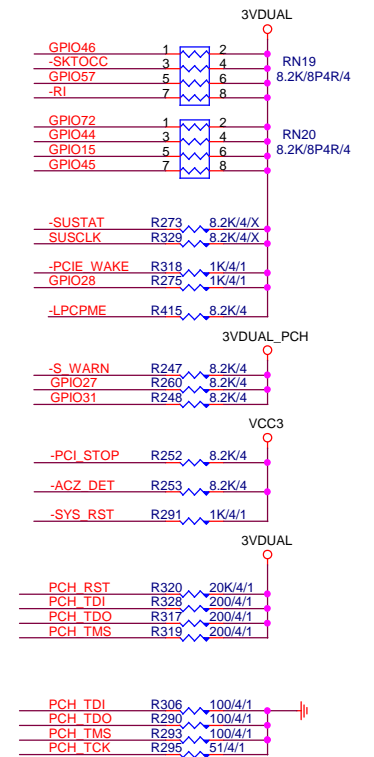 3VDUAL
GPIO46 1 2
-SKTOCC 3 4 RN19
GPIO57 5 6 8.2K/8P4R/4
-RI 7 8
GPIO72 1 2
GPIO44 3 4 RN20
GPIO15 5 6 8.2K/8P4R/4
GPIO45 7 8
-SUSTAT R273 8.2K/4/X
SUSCLK R329 8.2K/4/X
-PCIE_WAKE R318 1K/4/1
GPIO28 R275 1K/4/1
-LPCPME R415 8.2K/4
3VDUAL_PCH
-S_WARN R247 8.2K/4
GPIO27 R260 8.2K/4
GPIO31 R248 8.2K/4
VCC3
-PCI_STOP R252 8.2K/4
-ACZ_DET R253 8.2K/4
-SYS_RST R291 1K/4/1
3VDUAL
PCH_RST R320 20K/4/1
PCH_TDI R328 200/4/1
PCH_TDO R317 200/4/1
PCH_TMS R319 200/4/1
PCH_TDI R306 100/4/1
PCH_TDO R290 100/4/1
PCH_TMS R293 100/4/1
PCH_TCK R295 51/4/1